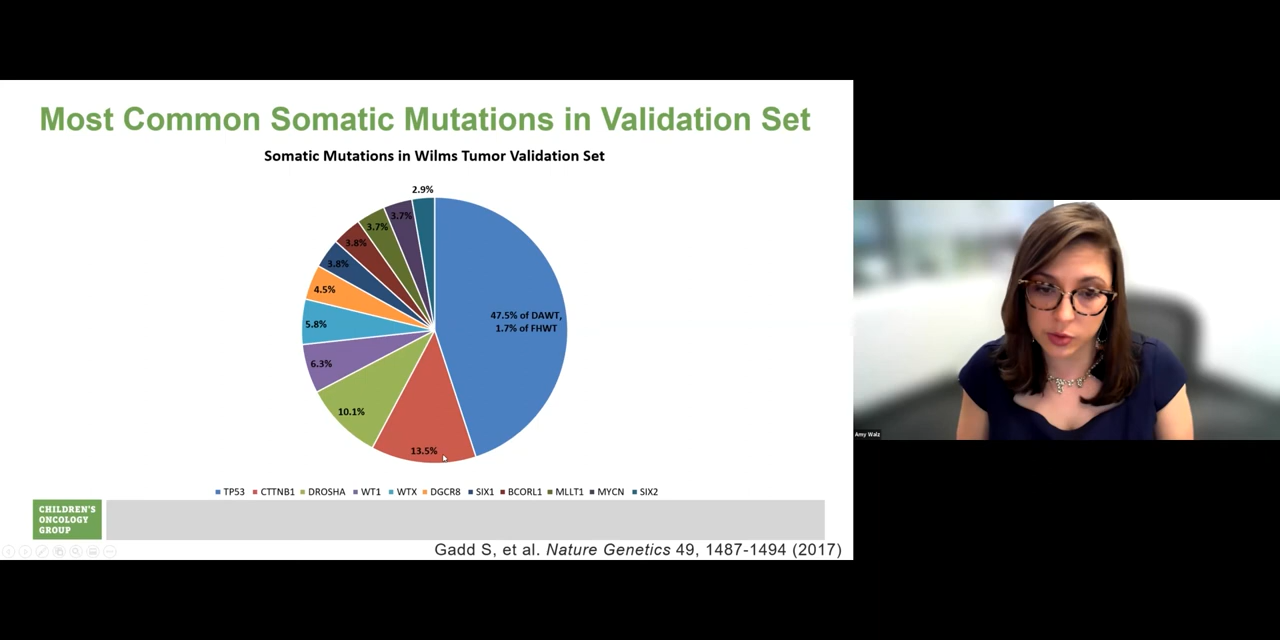 Most Common Somatic Mutations in Validation Set
Somatic Mutations in Wilms Tumor Validation Set
2.9%
3.7%
3.7%
3.8%
3.8%
4.5%
5.8%
6.3%
10.1%
13.5%
47.5% of DAWT,
1.7% of FHWT
TP53 CTTNB1 DROSHA WT1 WTX DGCR8 SIX1 BCORL1 MLLT1 MYCN SIX2
CHILDREN'S
ONCOLOGY
GROUP
Gadd S, et al. Nature Genetics 49, 1487-1494 (2017)
Amy Walz